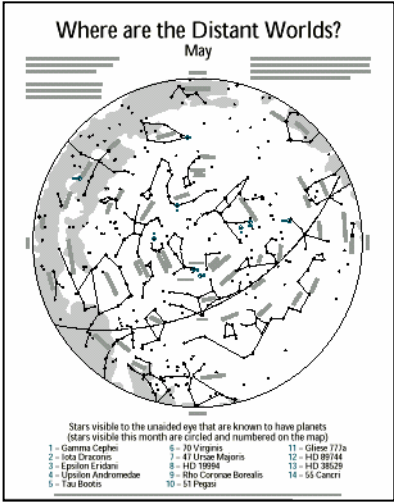 Where are the Distant Worlds?
May
Stars visible to the unaided eye that are known to have planets
(stars visible this month are circled and numbered on the map)
1 – Gamma Cephei
2 – Iota Draconis
3 – Epsilon Eridani
4 – Upsilon Andromedae
5 – Tau Bootis
6 – 70 Virginis
7 – 47 Ursae Majoris
8 – HD 19994
9 – Rho Coronae Borealis
10 – 51 Pegasi
11 – Gliese 777a
12 – HD 89744
13 – HD 38529
14 – 55 Cancri